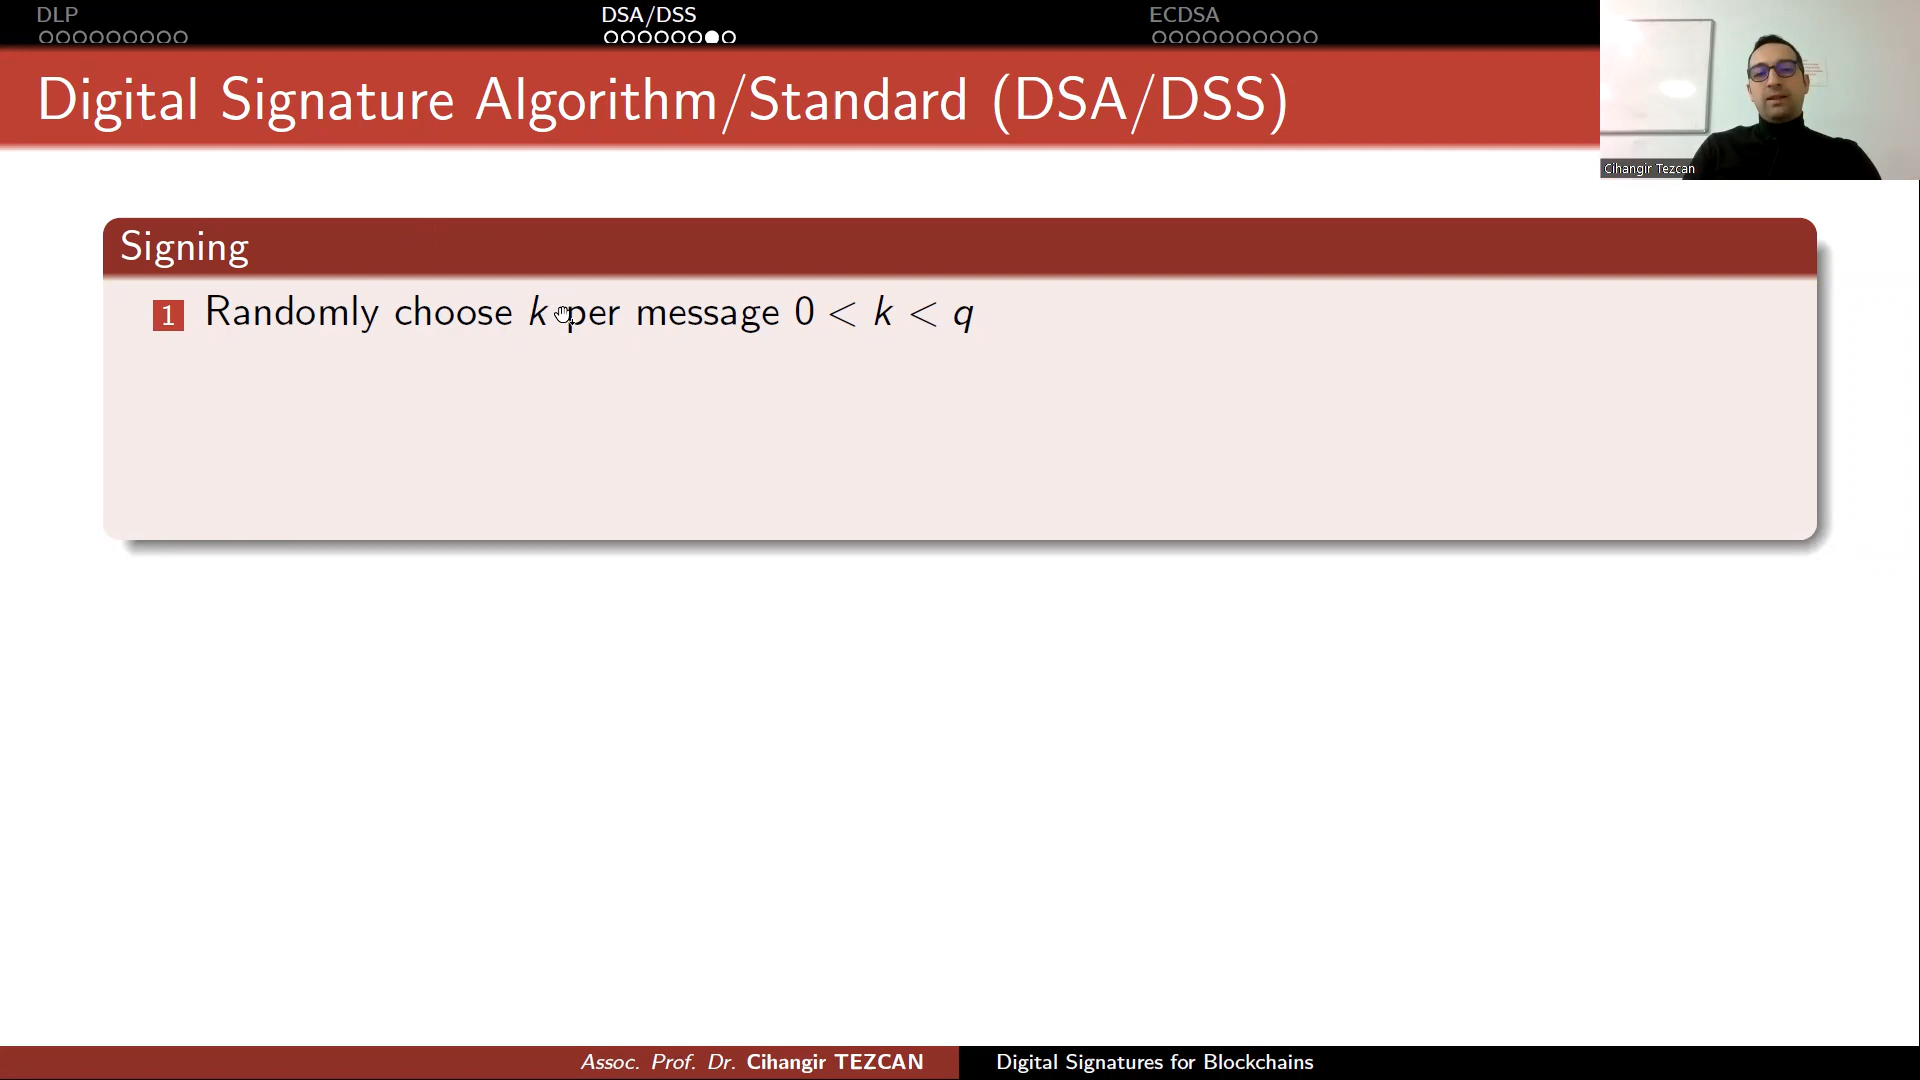 DLP
DSA/DSS
ECDSA
Digital Signature Algorithm/Standard (DSA/DSS)
Cihangir Tezcan
Signing
1 Randomly choose k per message 0 < k < q
Assoc. Prof. Dr. Cihangir TEZCAN
Digital Signatures for Blockchains